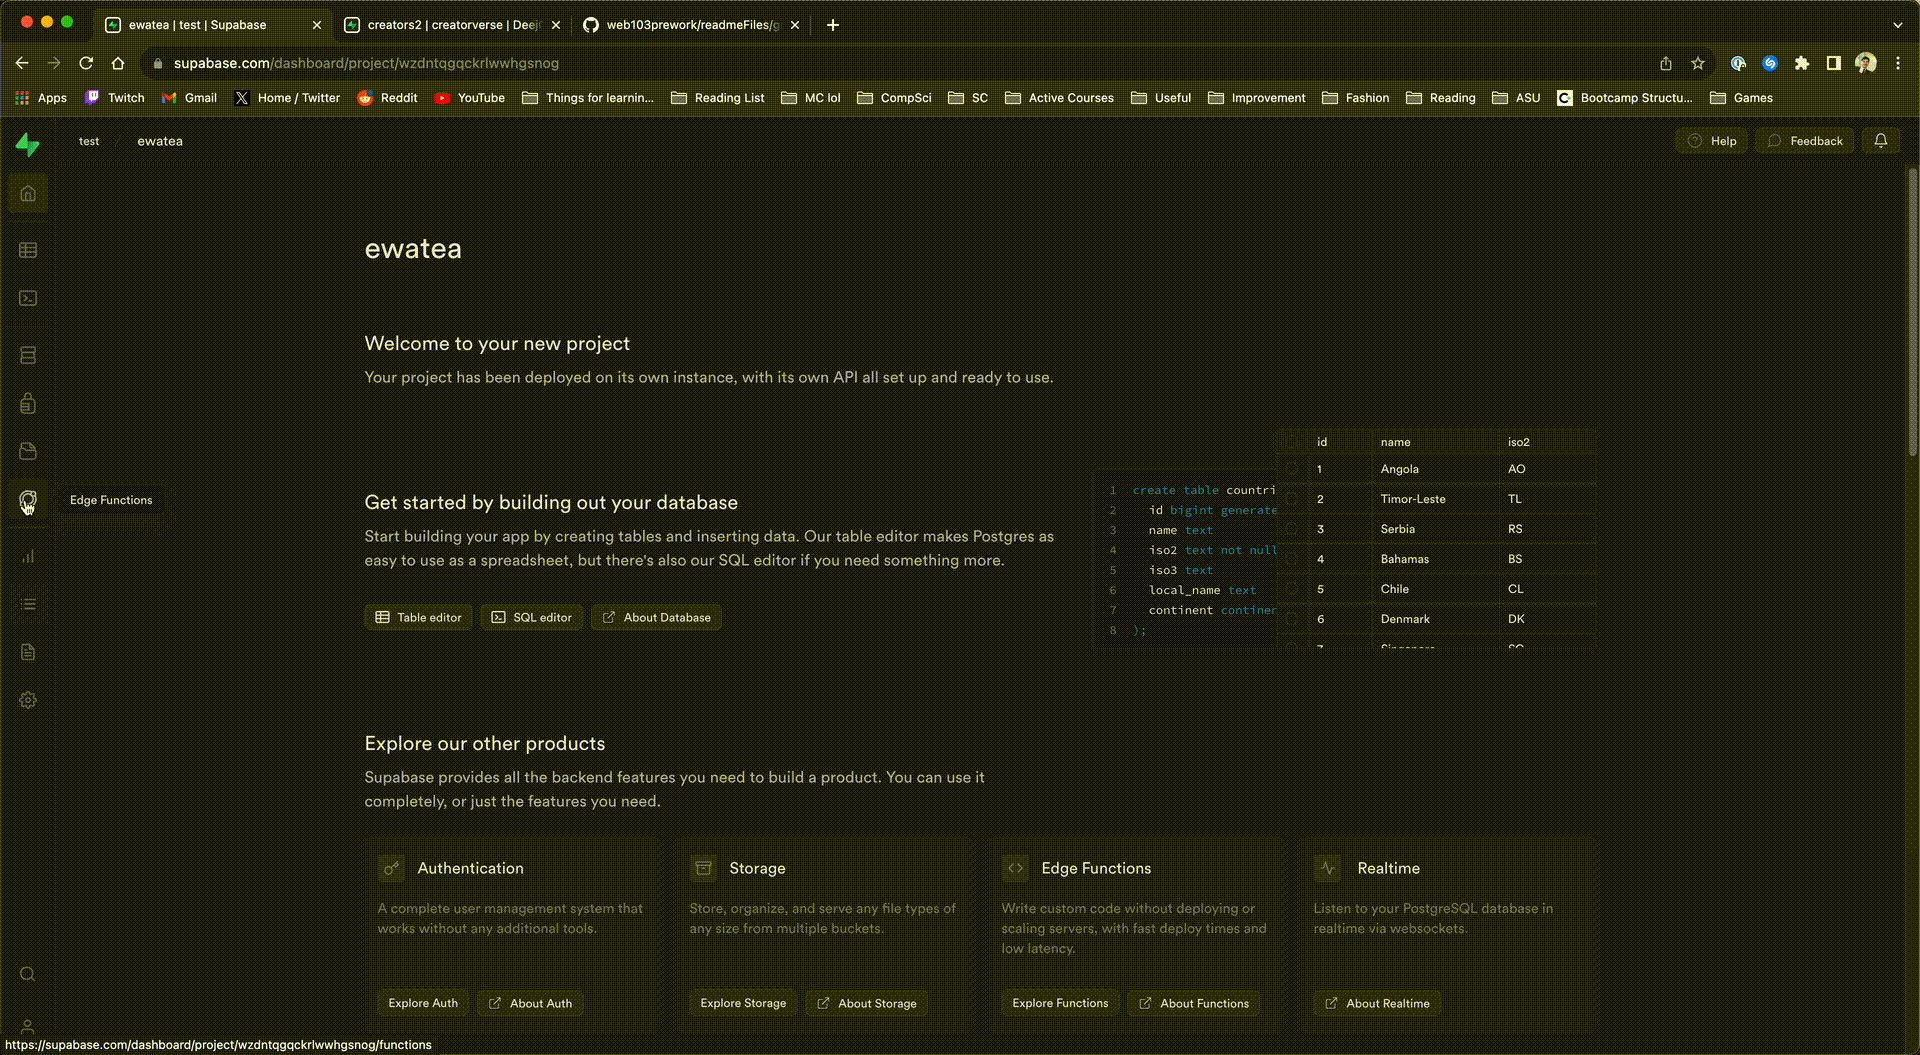 ewatea | test | Supabase
creators2 | creatorverse | Deej
web103prework/readmeFiles/g
supabase.com/dashboard/project/wzdntqgqckrlwwhgsnog
Apps
Twitch
Gmail
Home / Twitter
Reddit
YouTube
Things for learnin...
Reading List
MC lol
CompSci
SC
Active Courses
Useful
Improvement
Fashion
Reading
ASU
Bootcamp Structu...
Games
test / ewatea
Help
Feedback
ewatea
Welcome to your new project
Your project has been deployed on its own instance, with its own API all set up and ready to use.
Edge Functions
Get started by building out your database
Start building your app by creating tables and inserting data. Our table editor makes Postgres as
easy to use as a spreadsheet, but there's also our SQL editor if you need something more.
Table editor
SQL editor
About Database
1 create table countri
2 id bigint generate
3 name text
4 iso2 text not null
5 iso3 text
6 local_name text
7 continent continen
8 );
id name iso2
1 Angola AO
2 Timor-Leste TL
3 Serbia RS
4 Bahamas BS
5 Chile CL
6 Denmark DK
Explore our other products
Supabase provides all the backend features you need to build a product. You can use it
completely, or just the features you need.
Authentication
A complete user management system that
works without any additional tools.
Explore Auth
About Auth
Storage
Store, organize, and serve any file types of
any size from multiple buckets.
Explore Storage
About Storage
Edge Functions
Write custom code without deploying or
scaling servers, with fast deploy times and
low latency.
Explore Functions
About Functions
Realtime
Listen to your PostgreSQL database in
realtime via websockets.
About Realtime
https://supabase.com/dashboard/project/wzdntqgqckrlwwhgsnog/functions